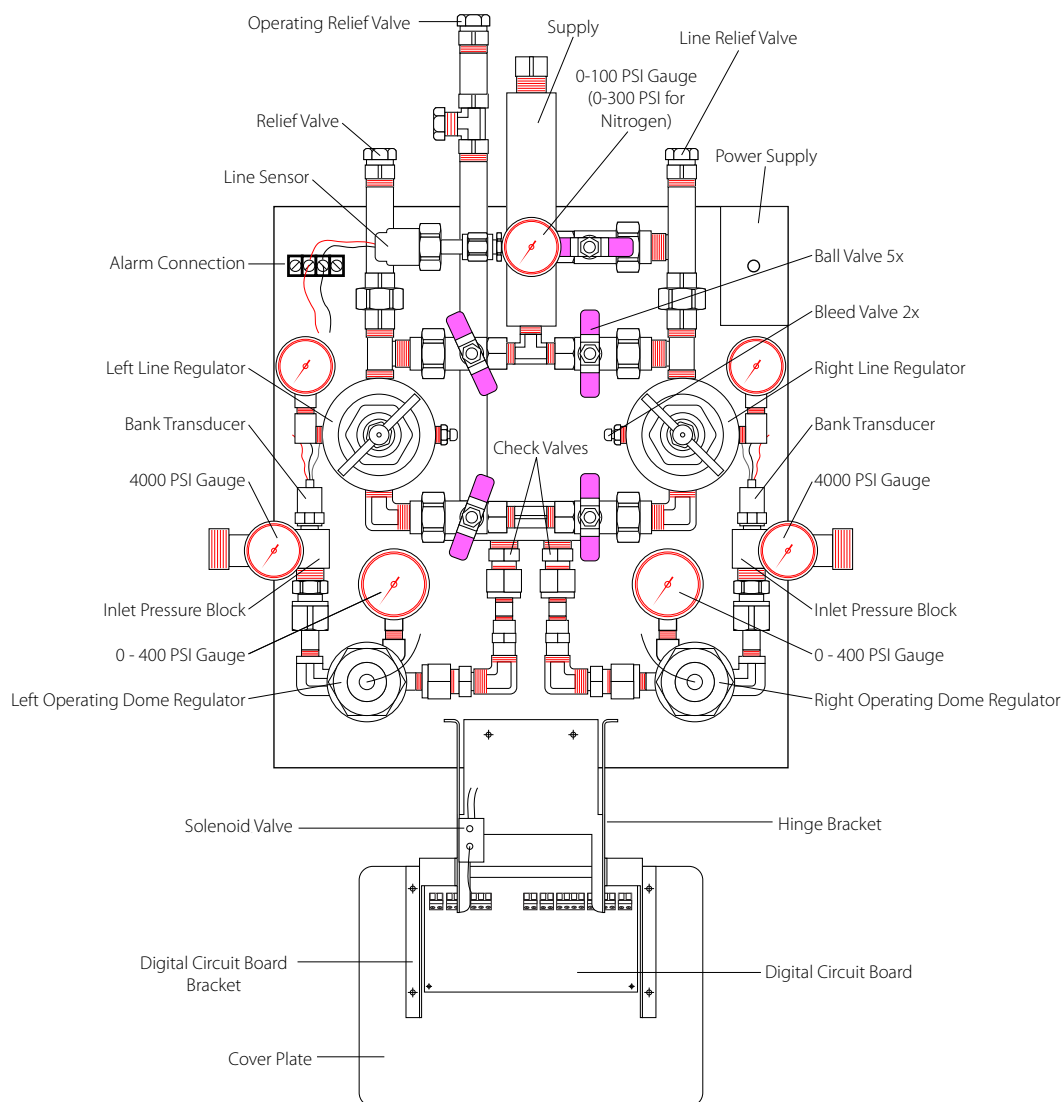 Operating Relief Valve
Supply
Line Relief Valve
0-100 PSI Gauge
(0-300 PSI for
Nitrogen)
Relief Valve
Power Supply
Line Sensor
Alarm Connection
Ball Valve 5x
Bleed Valve 2x
Left Line Regulator
Right Line Regulator
Bank Transducer
Bank Transducer
Check Valves
4000 PSI Gauge
4000 PSI Gauge
Inlet Pressure Block
Inlet Pressure Block
0 - 400 PSI Gauge
0 - 400 PSI Gauge
Left Operating Dome Regulator
Right Operating Dome Regulator
Solenoid Valve
Hinge Bracket
Digital Circuit Board
Bracket
Digital Circuit Board
Cover Plate